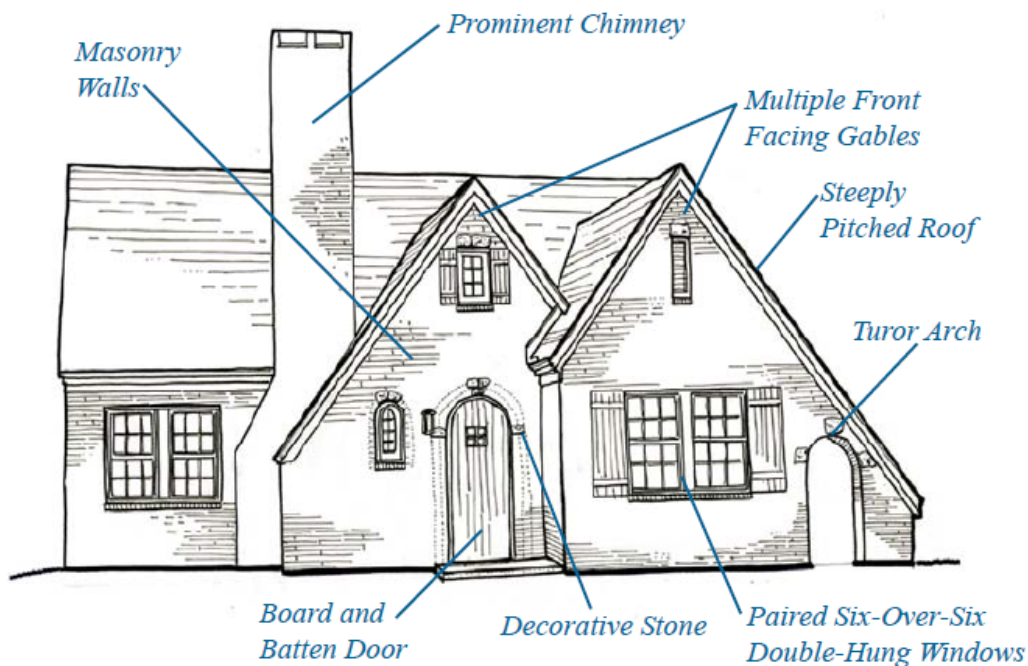 Prominent Chimney
Masonry
Walls
Multiple Front
Facing Gables
Steeply
Pitched Roof
Turor Arch
Board and
Batten Door
Decorative Stone
Paired Six-Over-Six
Double-Hung Windows